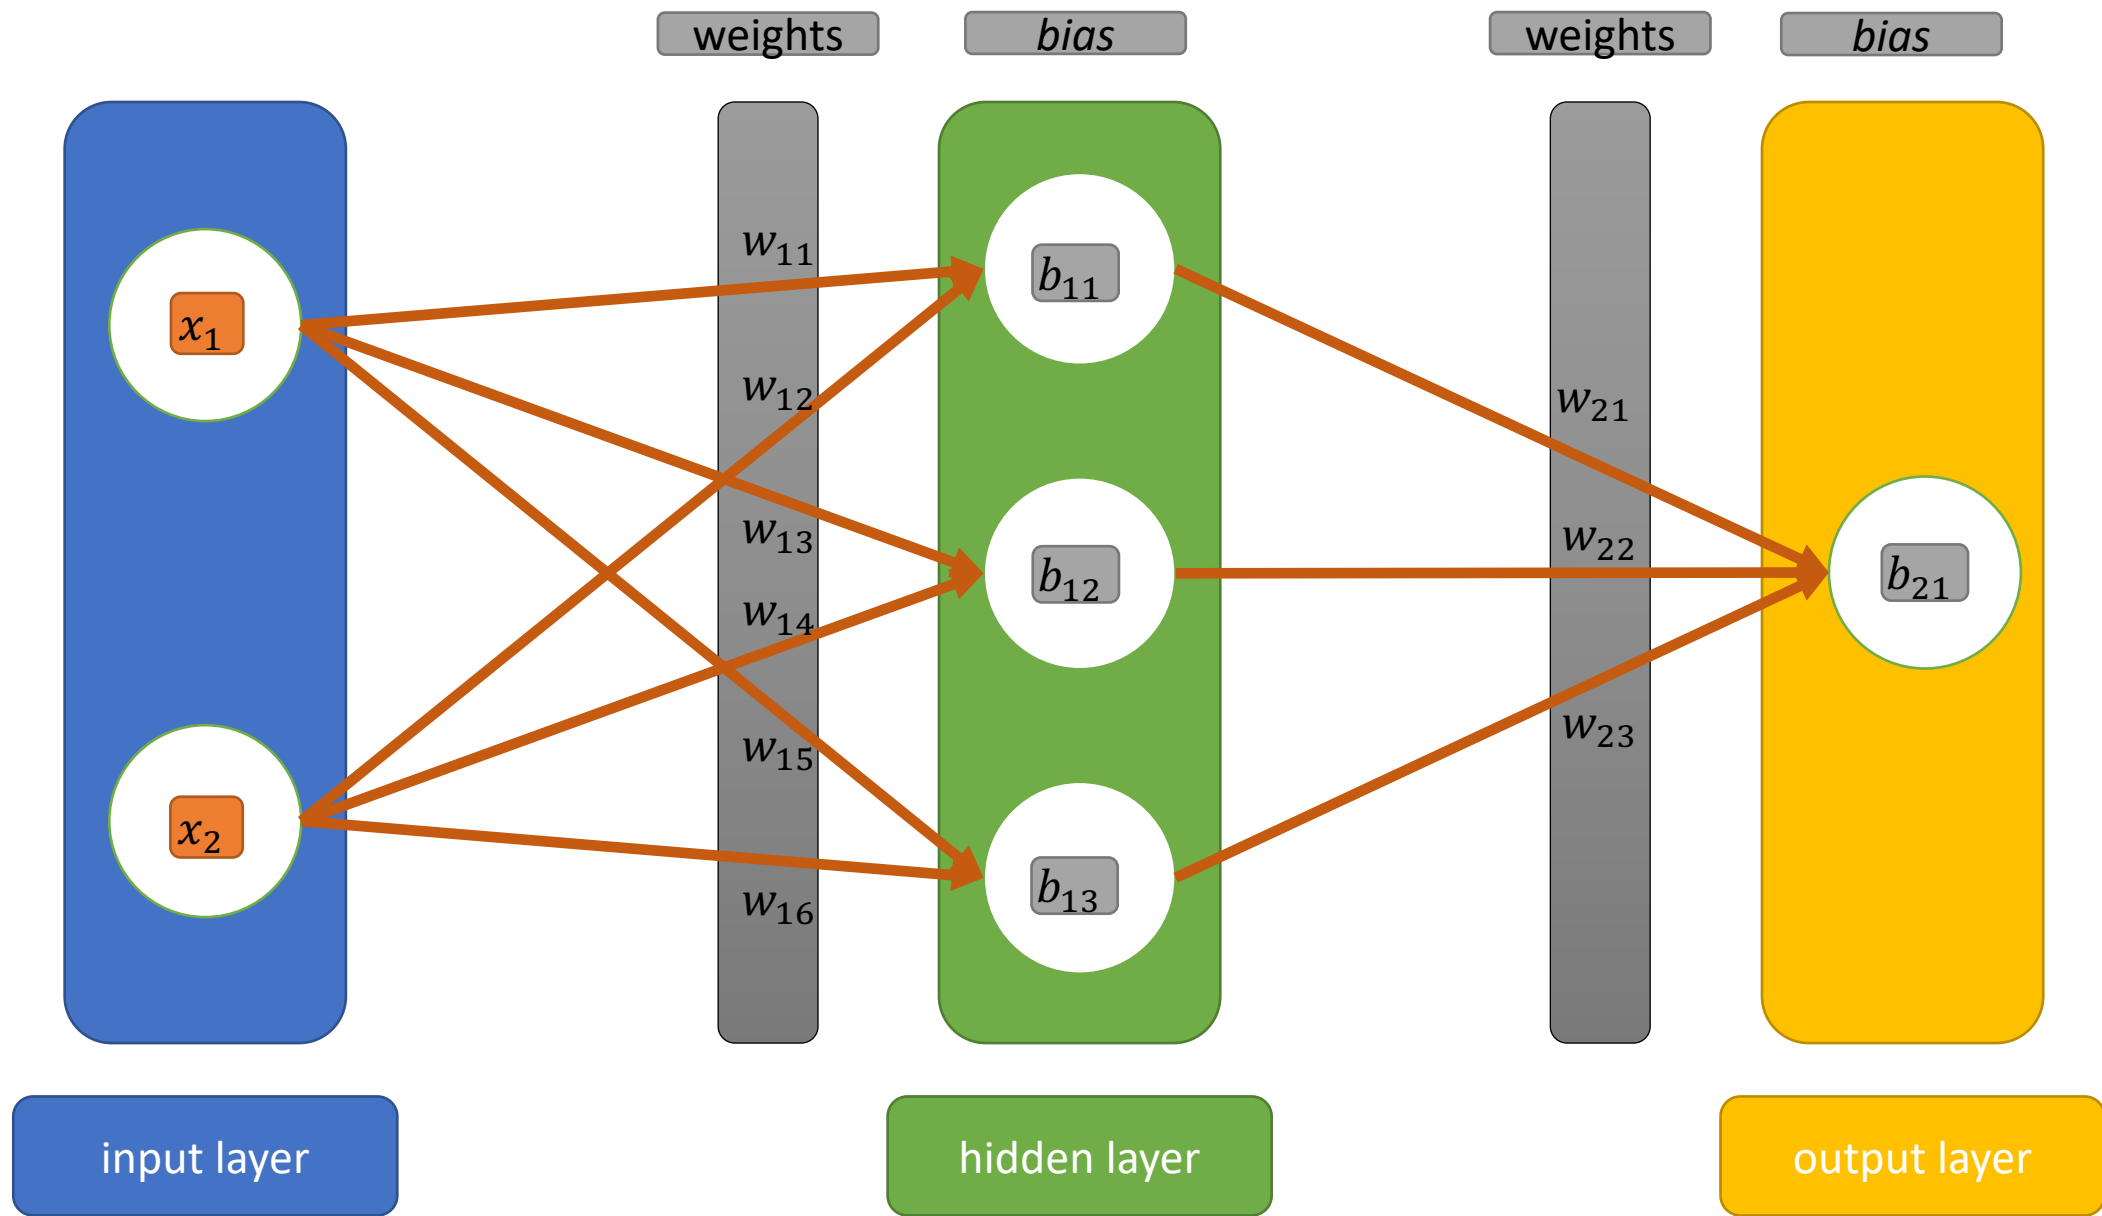 weights
bias
weights
bias
x₁
x₂
w₁₁
w₁₂
w₁₃
w₁₄
w₁₅
w₁₆
b₁₁
b₁₂
b₁₃
w₂₁
w₂₂
w₂₃
b₂₁
input layer
hidden layer
output layer